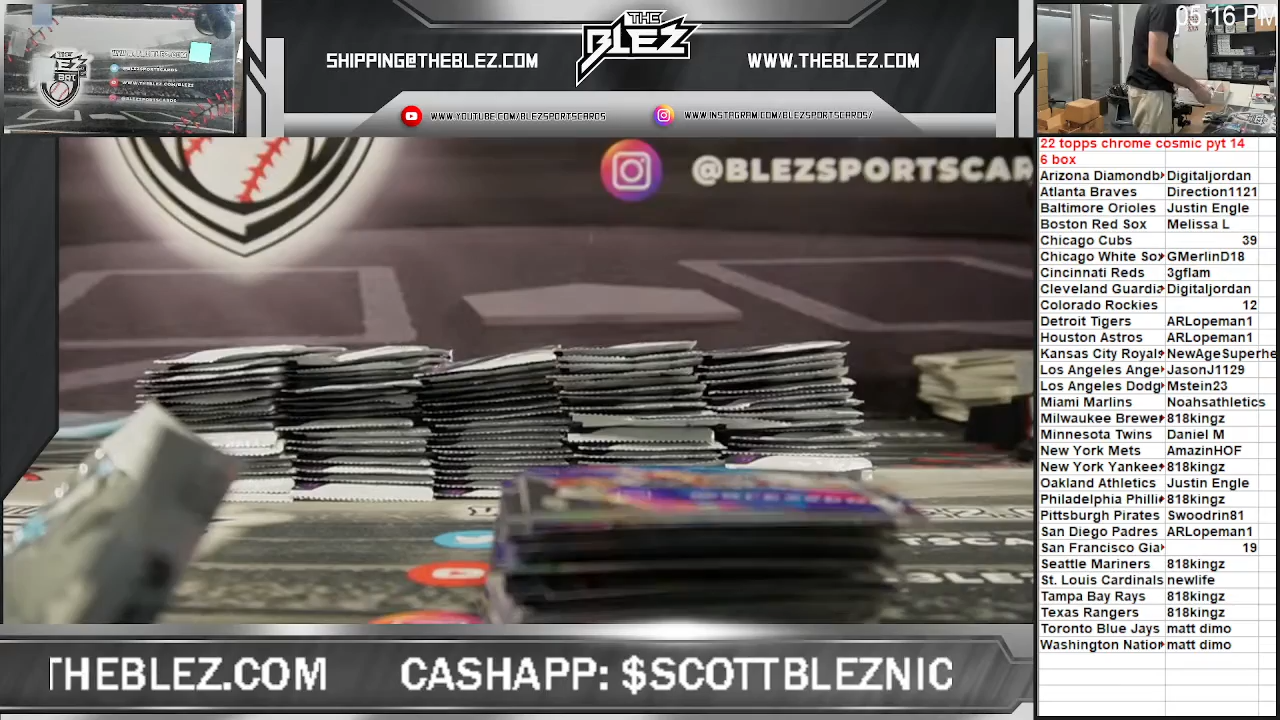 THE
BLEZ
SHIPPING@THEBLEZ.COM
WWW.THEBLEZ.COM
WWW.YOUTUBE.COM/BLEZSPORTSCARDS
WWW.INSTAGRAM.COM/BLEZSPORTSCARDS/
05:16 PM
@BLEZSPORTSCAR
22 topps chrome cosmic pyt 14
6 box
Arizona Diamondb Digitaljordan
Atlanta Braves Direction1121
Baltimore Orioles Justin Engle
Boston Red Sox Melissa L
Chicago Cubs 39
Chicago White Sox GMerlinD18
Cincinnati Reds 3gflam
Cleveland Guardia Digitaljordan
Colorado Rockies 12
Detroit Tigers ARLopeman1
Houston Astros ARLopeman1
Kansas City Royals NewAgeSuperhe
Los Angeles Ange JasonJ1129
Los Angeles Dodg Mstein23
Miami Marlins Noahsathletics
Milwaukee Brewe 818kingz
Minnesota Twins Daniel M
New York Mets AmazinHOF
New York Yankee 818kingz
Oakland Athletics Justin Engle
Philadelphia Philli 818kingz
Pittsburgh Pirates Swoodrin81
San Diego Padres ARLopeman1
San Francisco Gia 19
Seattle Mariners 818kingz
St. Louis Cardinals newlife
Tampa Bay Rays 818kingz
Texas Rangers 818kingz
Toronto Blue Jays matt dimo
Washington Nation matt dimo
THEBLEZ.COM CASHAPP: $SCOTTBLEZNIC